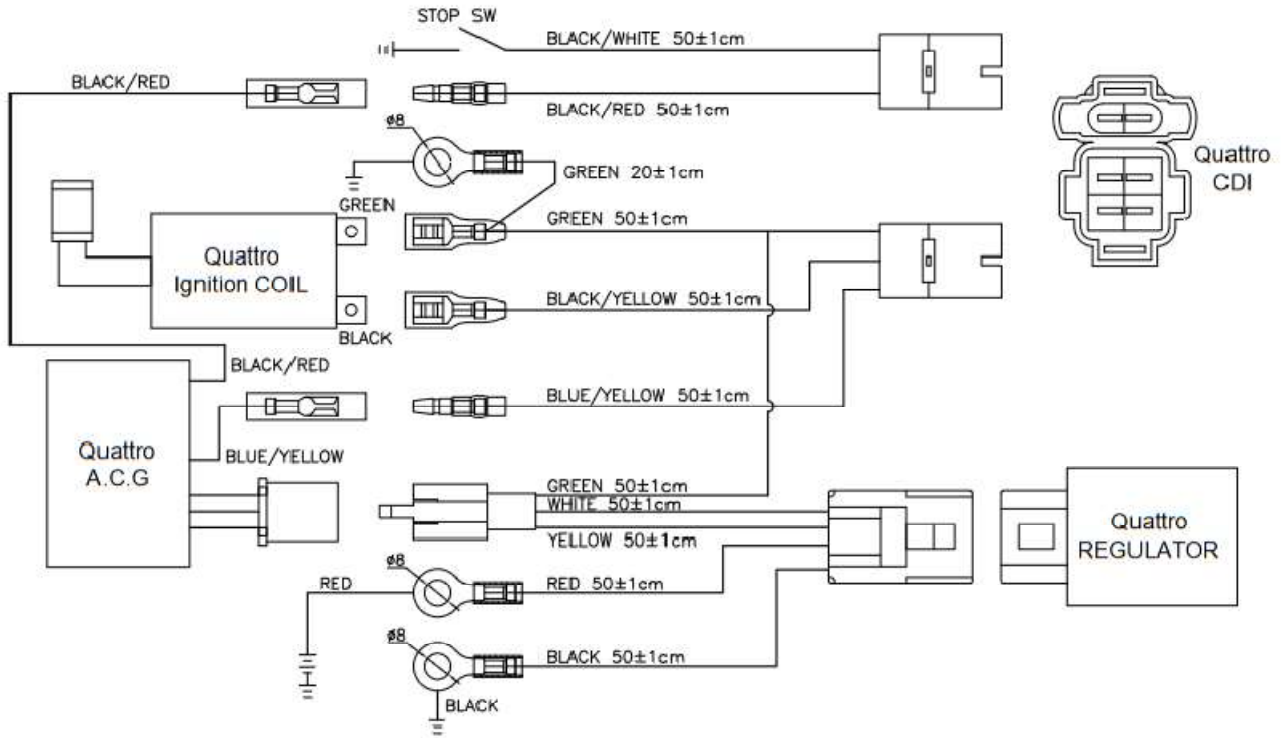 STOP SW
BLACK/WHITE 50±1cm
BLACK/RED
BLACK/RED 50±1cm
ø8
GREEN 20±1cm
Quattro
CDI
GREEN
GREEN 50±1cm
Quattro
Ignition COIL
BLACK/YELLOW 50±1cm
BLACK
BLACK/RED
BLUE/YELLOW 50±1cm
Quattro
A.C.G
BLUE/YELLOW
GREEN 50±1cm
WHITE 50±1cm
YELLOW 50±1cm
Quattro
REGULATOR
ø8
RED
RED 50±1cm
ø8
BLACK 50±1cm
BLACK